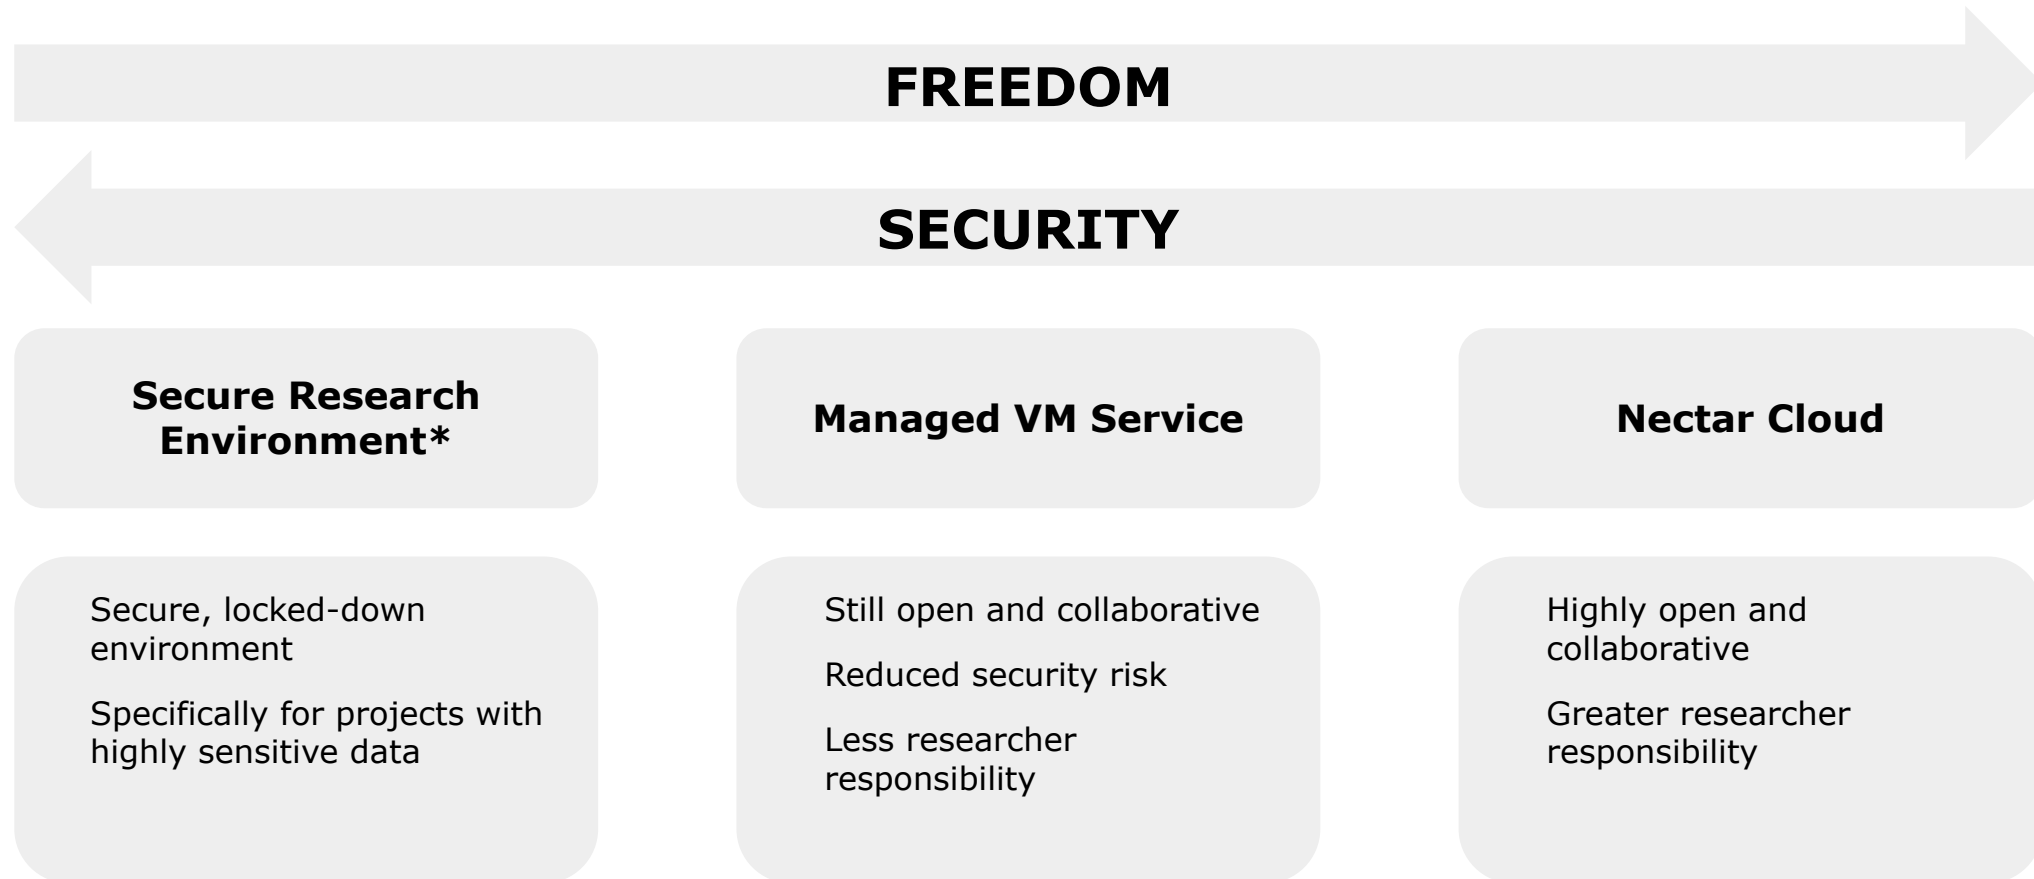 FREEDOM
SECURITY
Secure Research
Environment*
Managed VM Service
Nectar Cloud
Secure, locked-down
environment
Specifically for projects with
highly sensitive data
Still open and collaborative
Reduced security risk
Less researcher
responsibility
Highly open and
collaborative
Greater researcher
responsibility